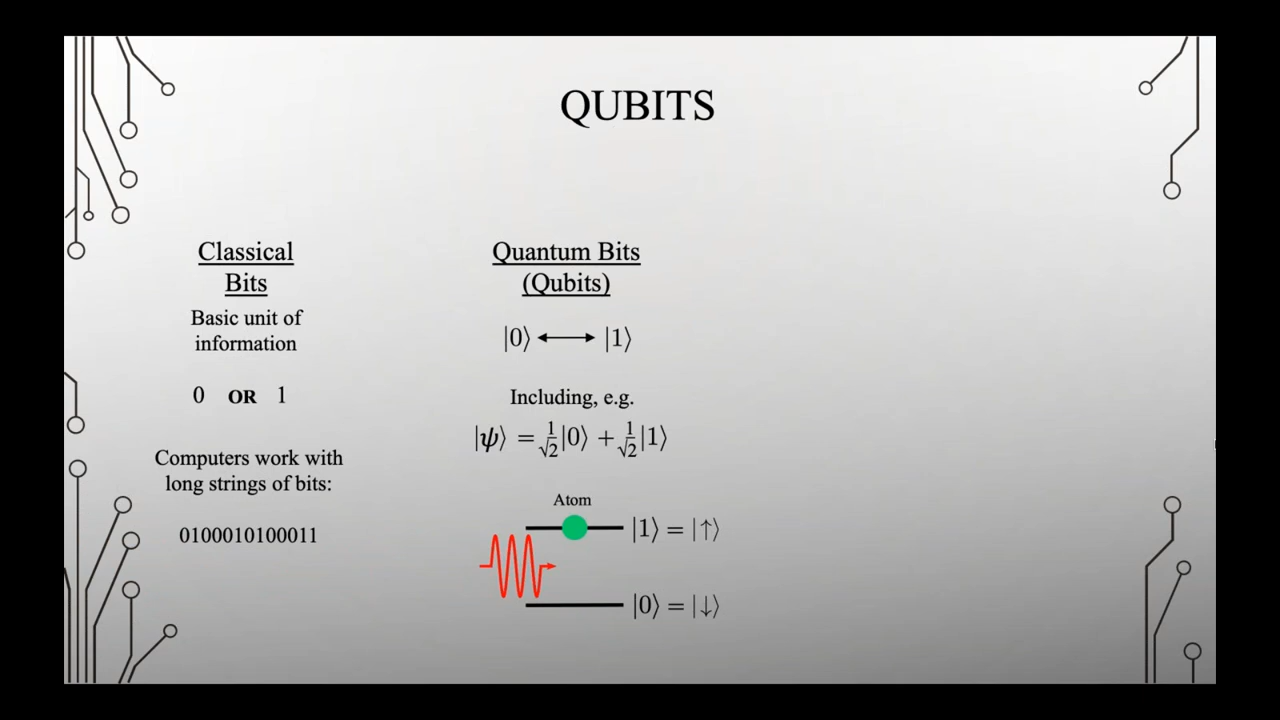 QUBITS
Classical
Bits
Basic unit of
information
0 OR 1
Computers work with
long strings of bits:
0100010100011
Quantum Bits
(Qubits)
|0⟩ ⟷ |1⟩
Including, e.g.
|ψ⟩ = 1/√2|0⟩ + 1/√2|1⟩
Atom
|1⟩ = |↑⟩
|0⟩ = |↓⟩